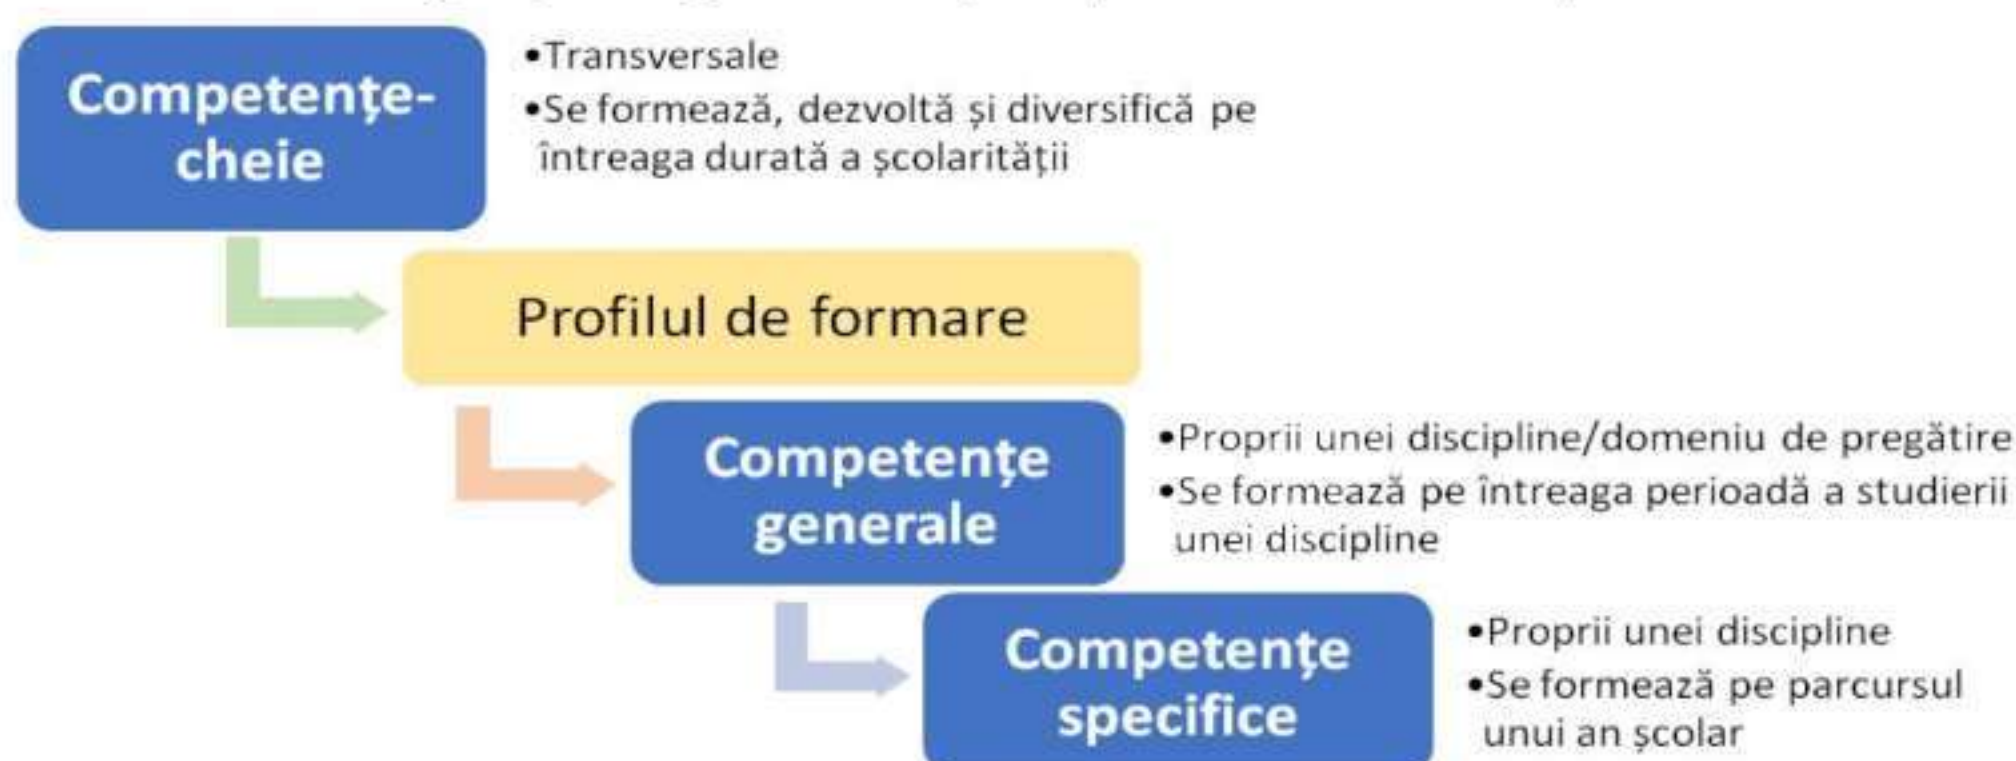 Competențe-
cheie
•Transversale
•Se formează, dezvoltă și diversifică pe
întreaga durată a școlarității
Profilul de formare
Competențe
generale
•Proprii unei discipline/domeniu de pregătire
•Se formează pe întreaga perioadă a studierii
unei discipline
Competențe
specifice
•Proprii unei discipline
•Se formează pe parcursul
unui an școlar